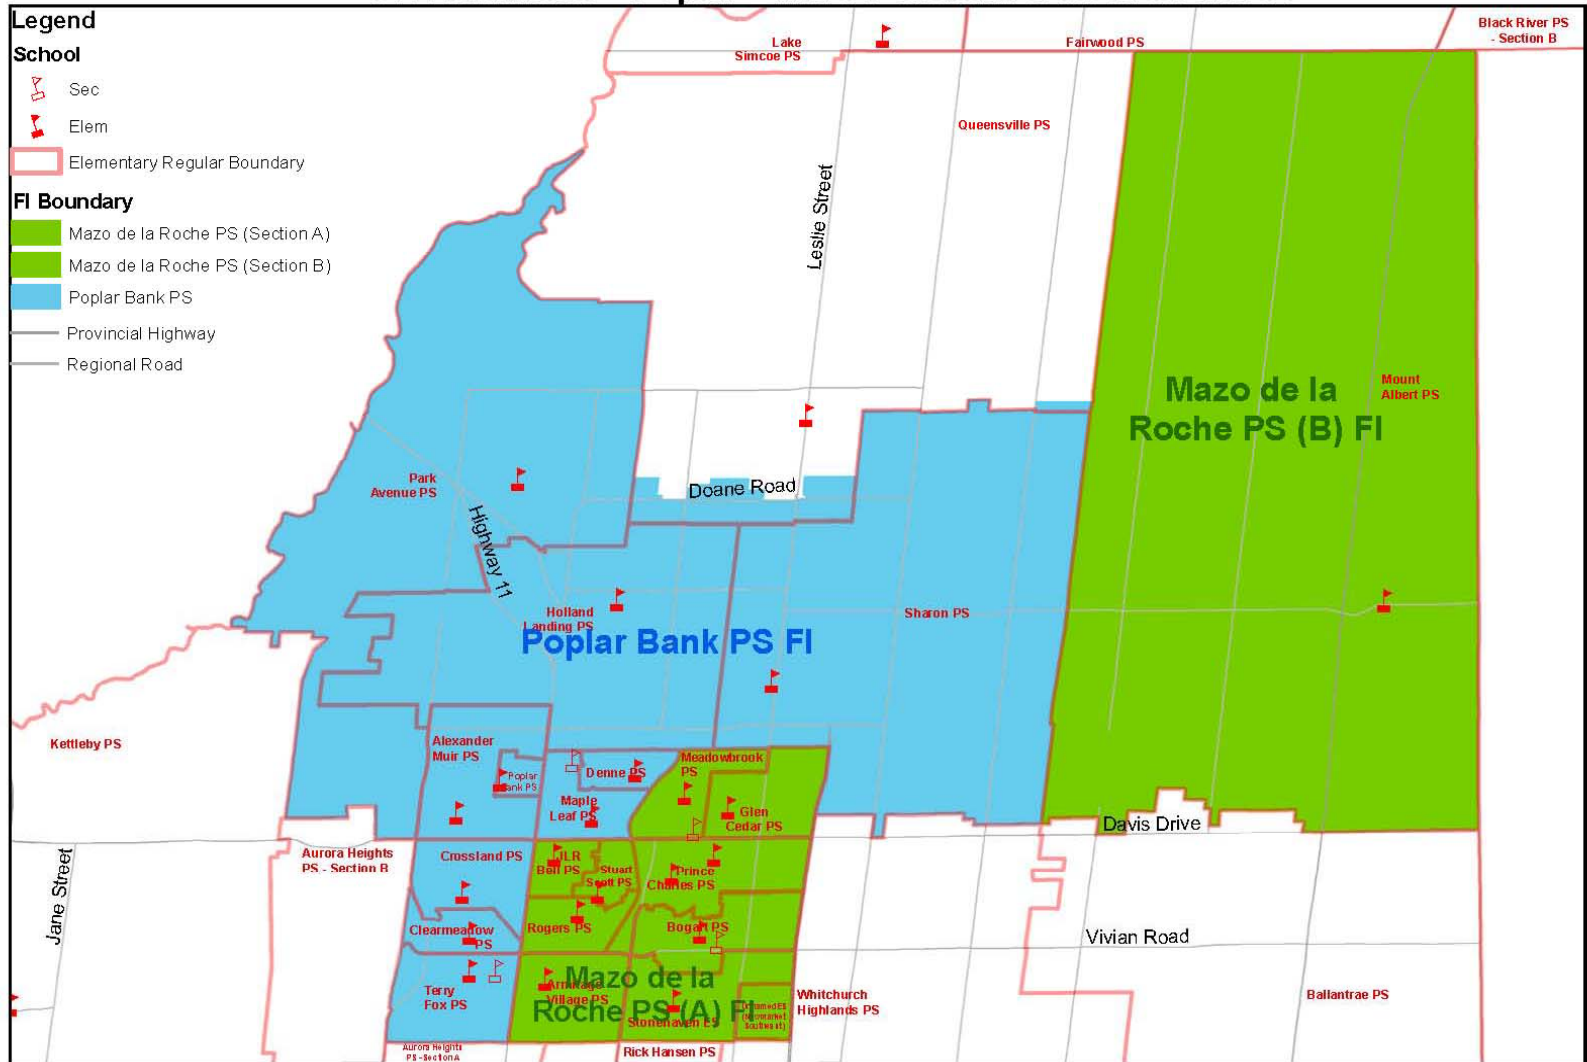 Legend
School
Sec
Elem
Elementary Regular Boundary
FI Boundary
Mazo de la Roche PS (Section A)
Mazo de la Roche PS (Section B)
Poplar Bank PS
Provincial Highway
Regional Road
Lake
Simcoe PS
Fairwood PS
Black River PS
- Section B
Queensville PS
Leslie Street
Mazo de la
Roche PS (B) FI
Mount
Albert PS
Park
Avenue PS
Doane Road
Highway 11
Holland
Landing PS
Sharon PS
Poplar Bank PS FI
Kettleby PS
Alexander
Muir PS
Poplar
Bank PS
Denne PS
Meadowbrook
PS
Maple
Leaf PS
Glen
Cedar PS
Davis Drive
Aurora Heights
PS - Section B
Crossland PS
JLR
Bell PS
Stuart
Scott PS
Prince
Charles PS
Jane Street
Clearmeadow
PS
Rogers PS
Bogart PS
Vivian Road
Terry
Fox PS
Mazo de la
Roche PS (A) FI
Armitage
Village PS
Stonehaven ES
Whitchurch
Highlands PS
Ballantrae PS
Aurora Heights
PS - Section A
Rick Hansen PS